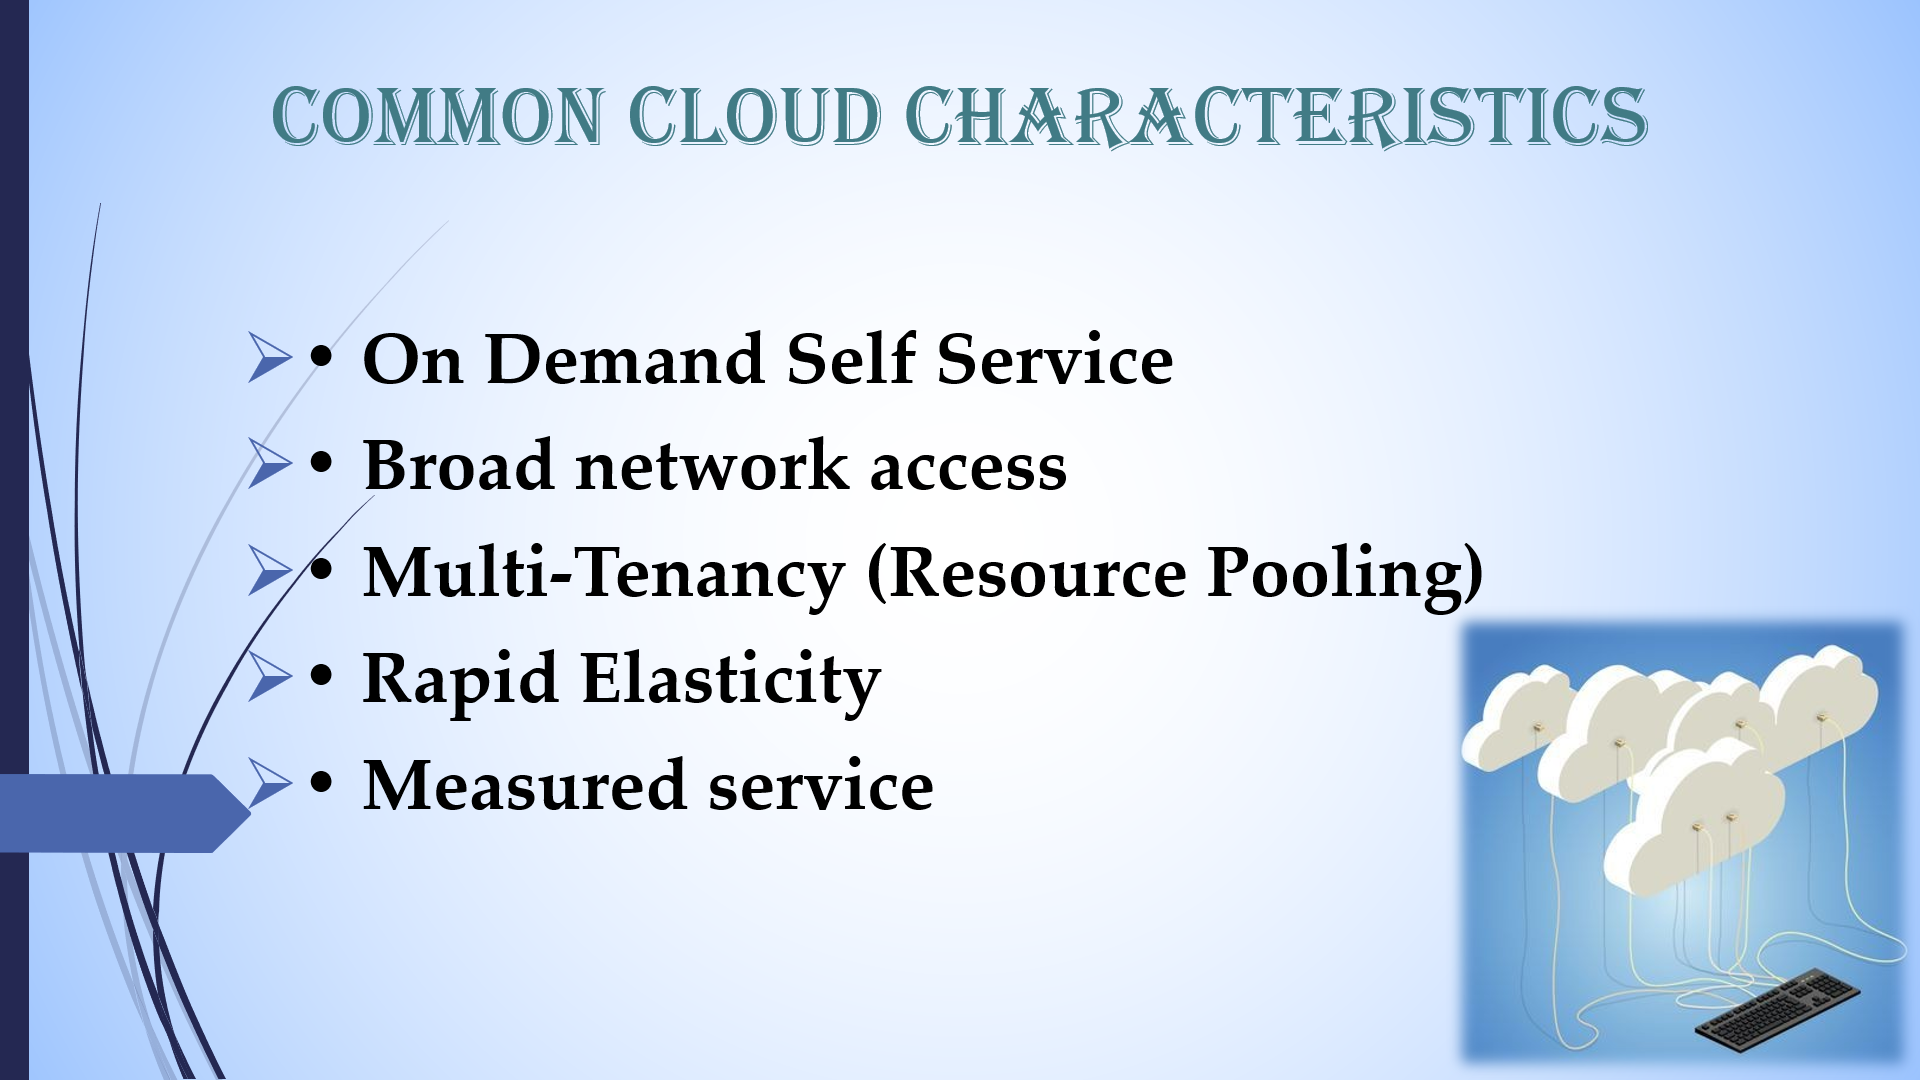 COMMON CLOUD CHARACTERISTICS
• On Demand Self Service
• Broad network access
• Multi-Tenancy (Resource Pooling)
• Rapid Elasticity
• Measured service